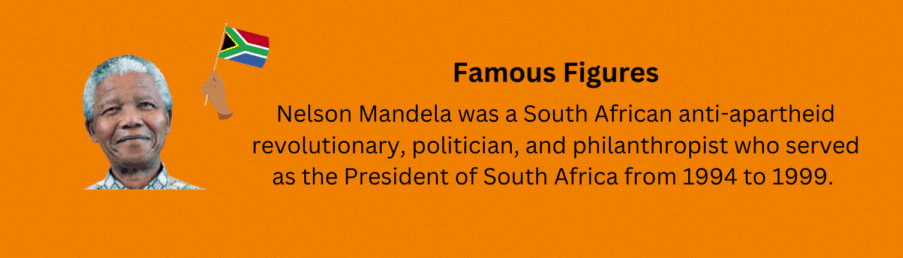 Famous Figures
Nelson Mandela was a South African anti-apartheid
revolutionary, politician, and philanthropist who served
as the President of South Africa from 1994 to 1999.